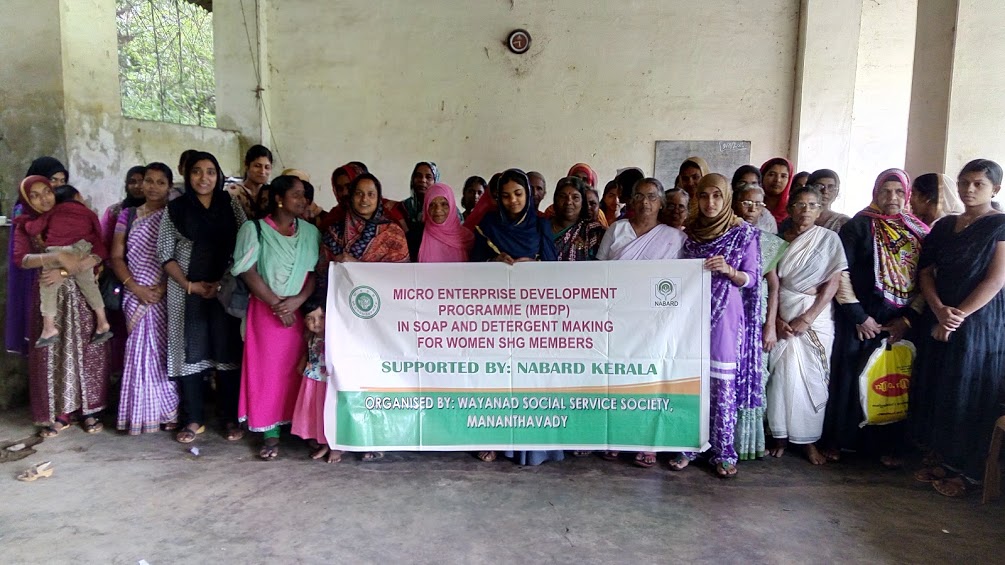 MICRO ENTERPRISE DEVELOPMENT
PROGRAMME (MEDP)
IN SOAP AND DETERGENT MAKING
FOR WOMEN SHG MEMBERS
NABARD
SUPPORTED BY: NABARD KERALA
ORGANISED BY: WAYANAD SOCIAL SERVICE SOCIETY,
MANANTHAVADY